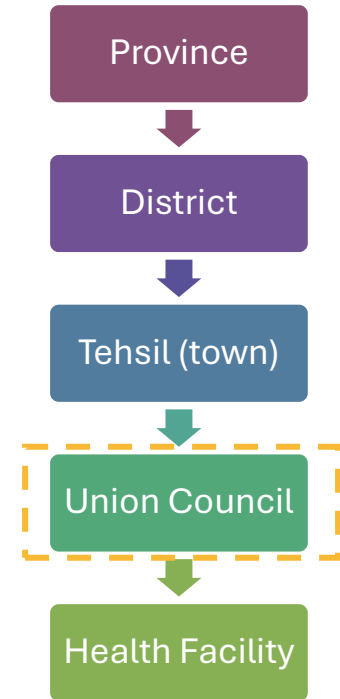 Province
District
Tehsil (town)
Union Council
Health Facility